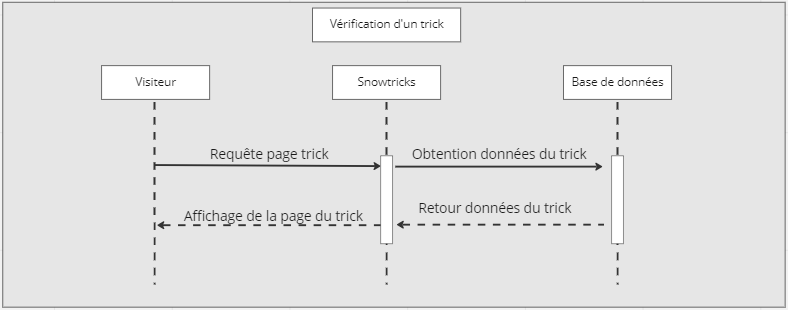 Vérification d'un trick
Visiteur
Snowtricks
Base de données
Requête page trick
Obtention données du trick
Affichage de la page du trick
Retour données du trick